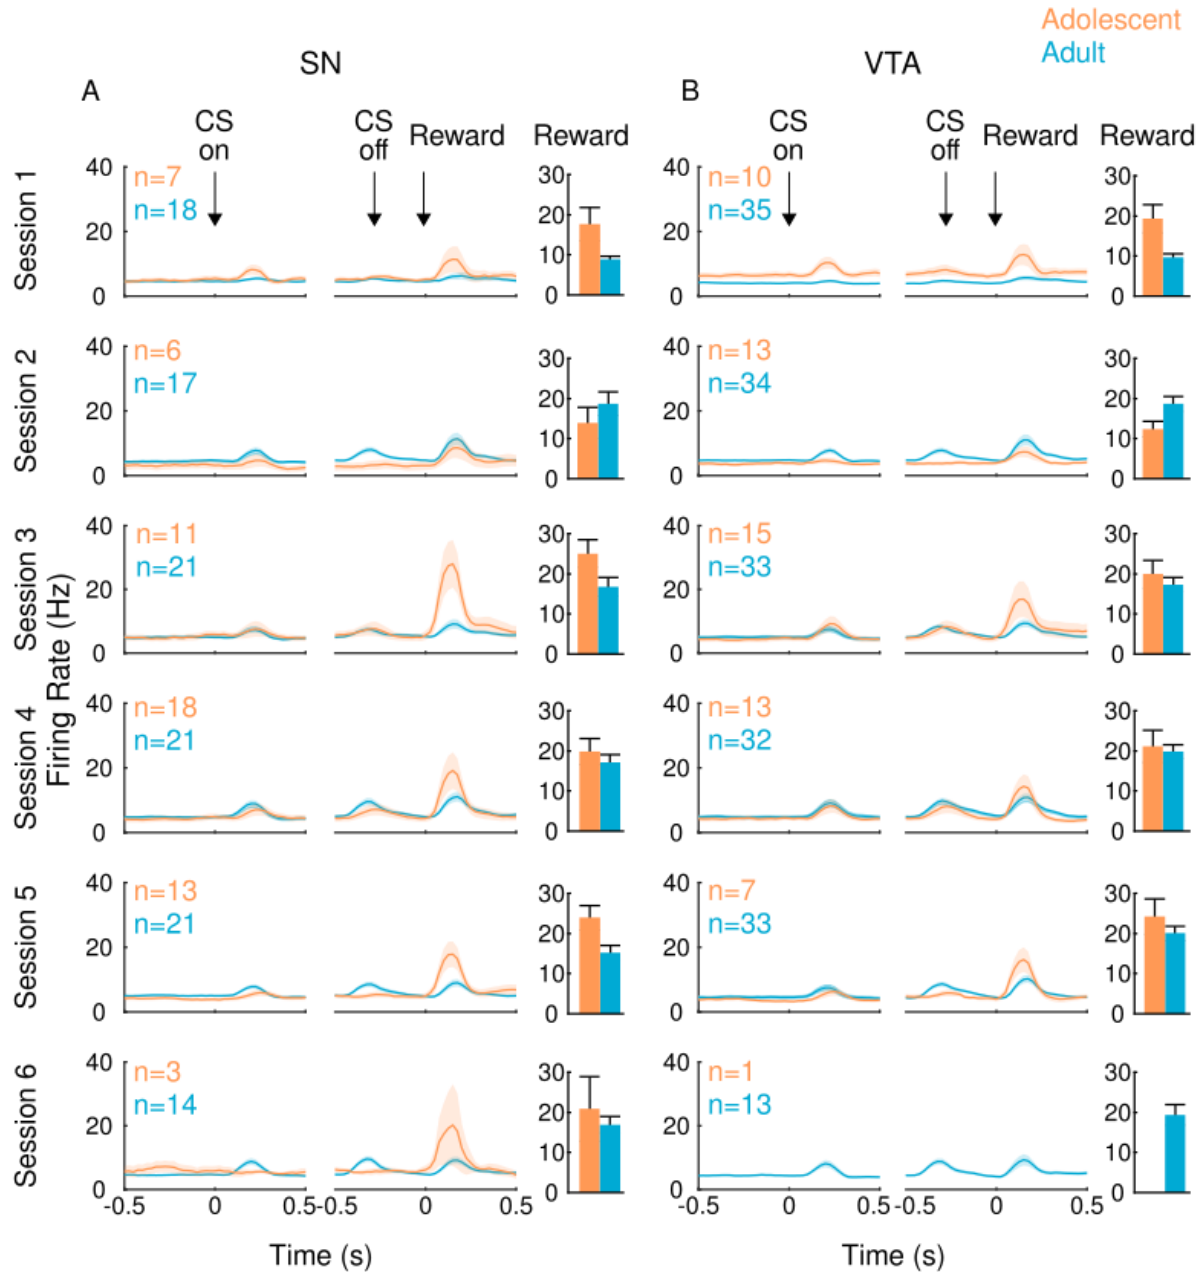 Adolescent
Adult
SN
VTA
A
B
CS on
CS off
Reward
Reward
CS on
CS off
Reward
Reward
Session 1
40
20
0
n=7
n=18
30
20
10
0
40
20
0
n=10
n=35
30
20
10
0
Session 2
40
20
0
n=6
n=17
30
20
10
0
40
20
0
n=13
n=34
30
20
10
0
Session 3
Firing Rate (Hz)
40
20
0
n=11
n=21
30
20
10
0
40
20
0
n=15
n=33
30
20
10
0
Session 4
40
20
0
n=18
n=21
30
20
10
0
40
20
0
n=13
n=32
30
20
10
0
Session 5
40
20
0
n=13
n=21
30
20
10
0
40
20
0
n=7
n=33
30
20
10
0
Session 6
40
20
0
n=3
n=14
30
20
10
0
40
20
0
n=1
n=13
30
20
10
0
-0.5 0 0.5 -0.5 0 0.5
-0.5 0 0.5 -0.5 0 0.5
Time (s)
Time (s)